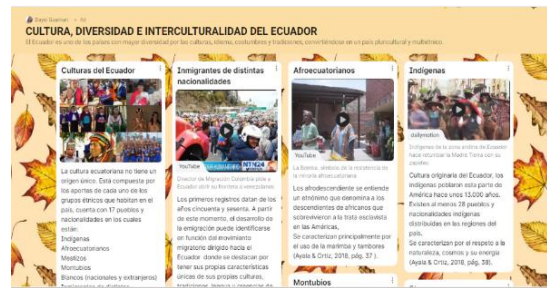 CULTURA, DIVERSIDAD E INTERCULTURALIDAD DEL ECUADOR
El Ecuador es uno de los países con mayor diversidad por las culturas, idioma, costumbres y tradiciones, convirtiéndose en un país pluricultural y multiétnico.
Culturas del Ecuador
La cultura ecuatoriana no tiene un
origen único. Está compuesta por
los aportes de cada uno de los
grupos étnicos que habitan en el
país, cuenta con 17 pueblos y
nacionalidades en los cuales
están:
Indígenas
Afroecuatorianos
Mestizos
Montubios
Blancos (nacionales y extranjeros)
Inmigrantes de distintas
nacionalidades
YouTube
NTN24
Director de Migración Colombia pide a
Ecuador abrir su frontera a venezolanos
Los primeros registros datan de los
años cincuenta y sesenta. A partir
de este momento, el desarrollo de
la emigración puede identificarse
en función del movimiento
migratorio dirigido hacia el
Ecuador donde se destacan por
tener sus propias características
únicas de sus propias culturas,
tradiciones, lengua y creencias de
Afroecuatorianos
YouTube
La Bomba, símbolo de la resistencia de
la minoría afroecuatoriana
Los afrodescendiente se entiende
un etnónimo que denomina a los
descendientes de africanos que
sobrevivieron a la trata esclavista
en las Américas,
Se caracterizan principalmente por
el uso de la marimba y tambores
(Ayala & Crtiz, 2018, pág. 37 ).
Montubios
Indígenas
dailymotion
Indígenas de la zona andina de Ecuador
hace retumbar la Madre Tierra con su
zapateo
Cultura originaria del Ecuador, los
indígenas poblaron esta parte de
América hace unos 13.000 años.
Existen al menos 28 pueblos y
nacionalidades indígenas
distribuidas en las regiones del
país.
Se caracterizan por el respeto a la
naturaleza, cosmos y su energía
(Ayala & Crtiz, 2018, pág. 38).